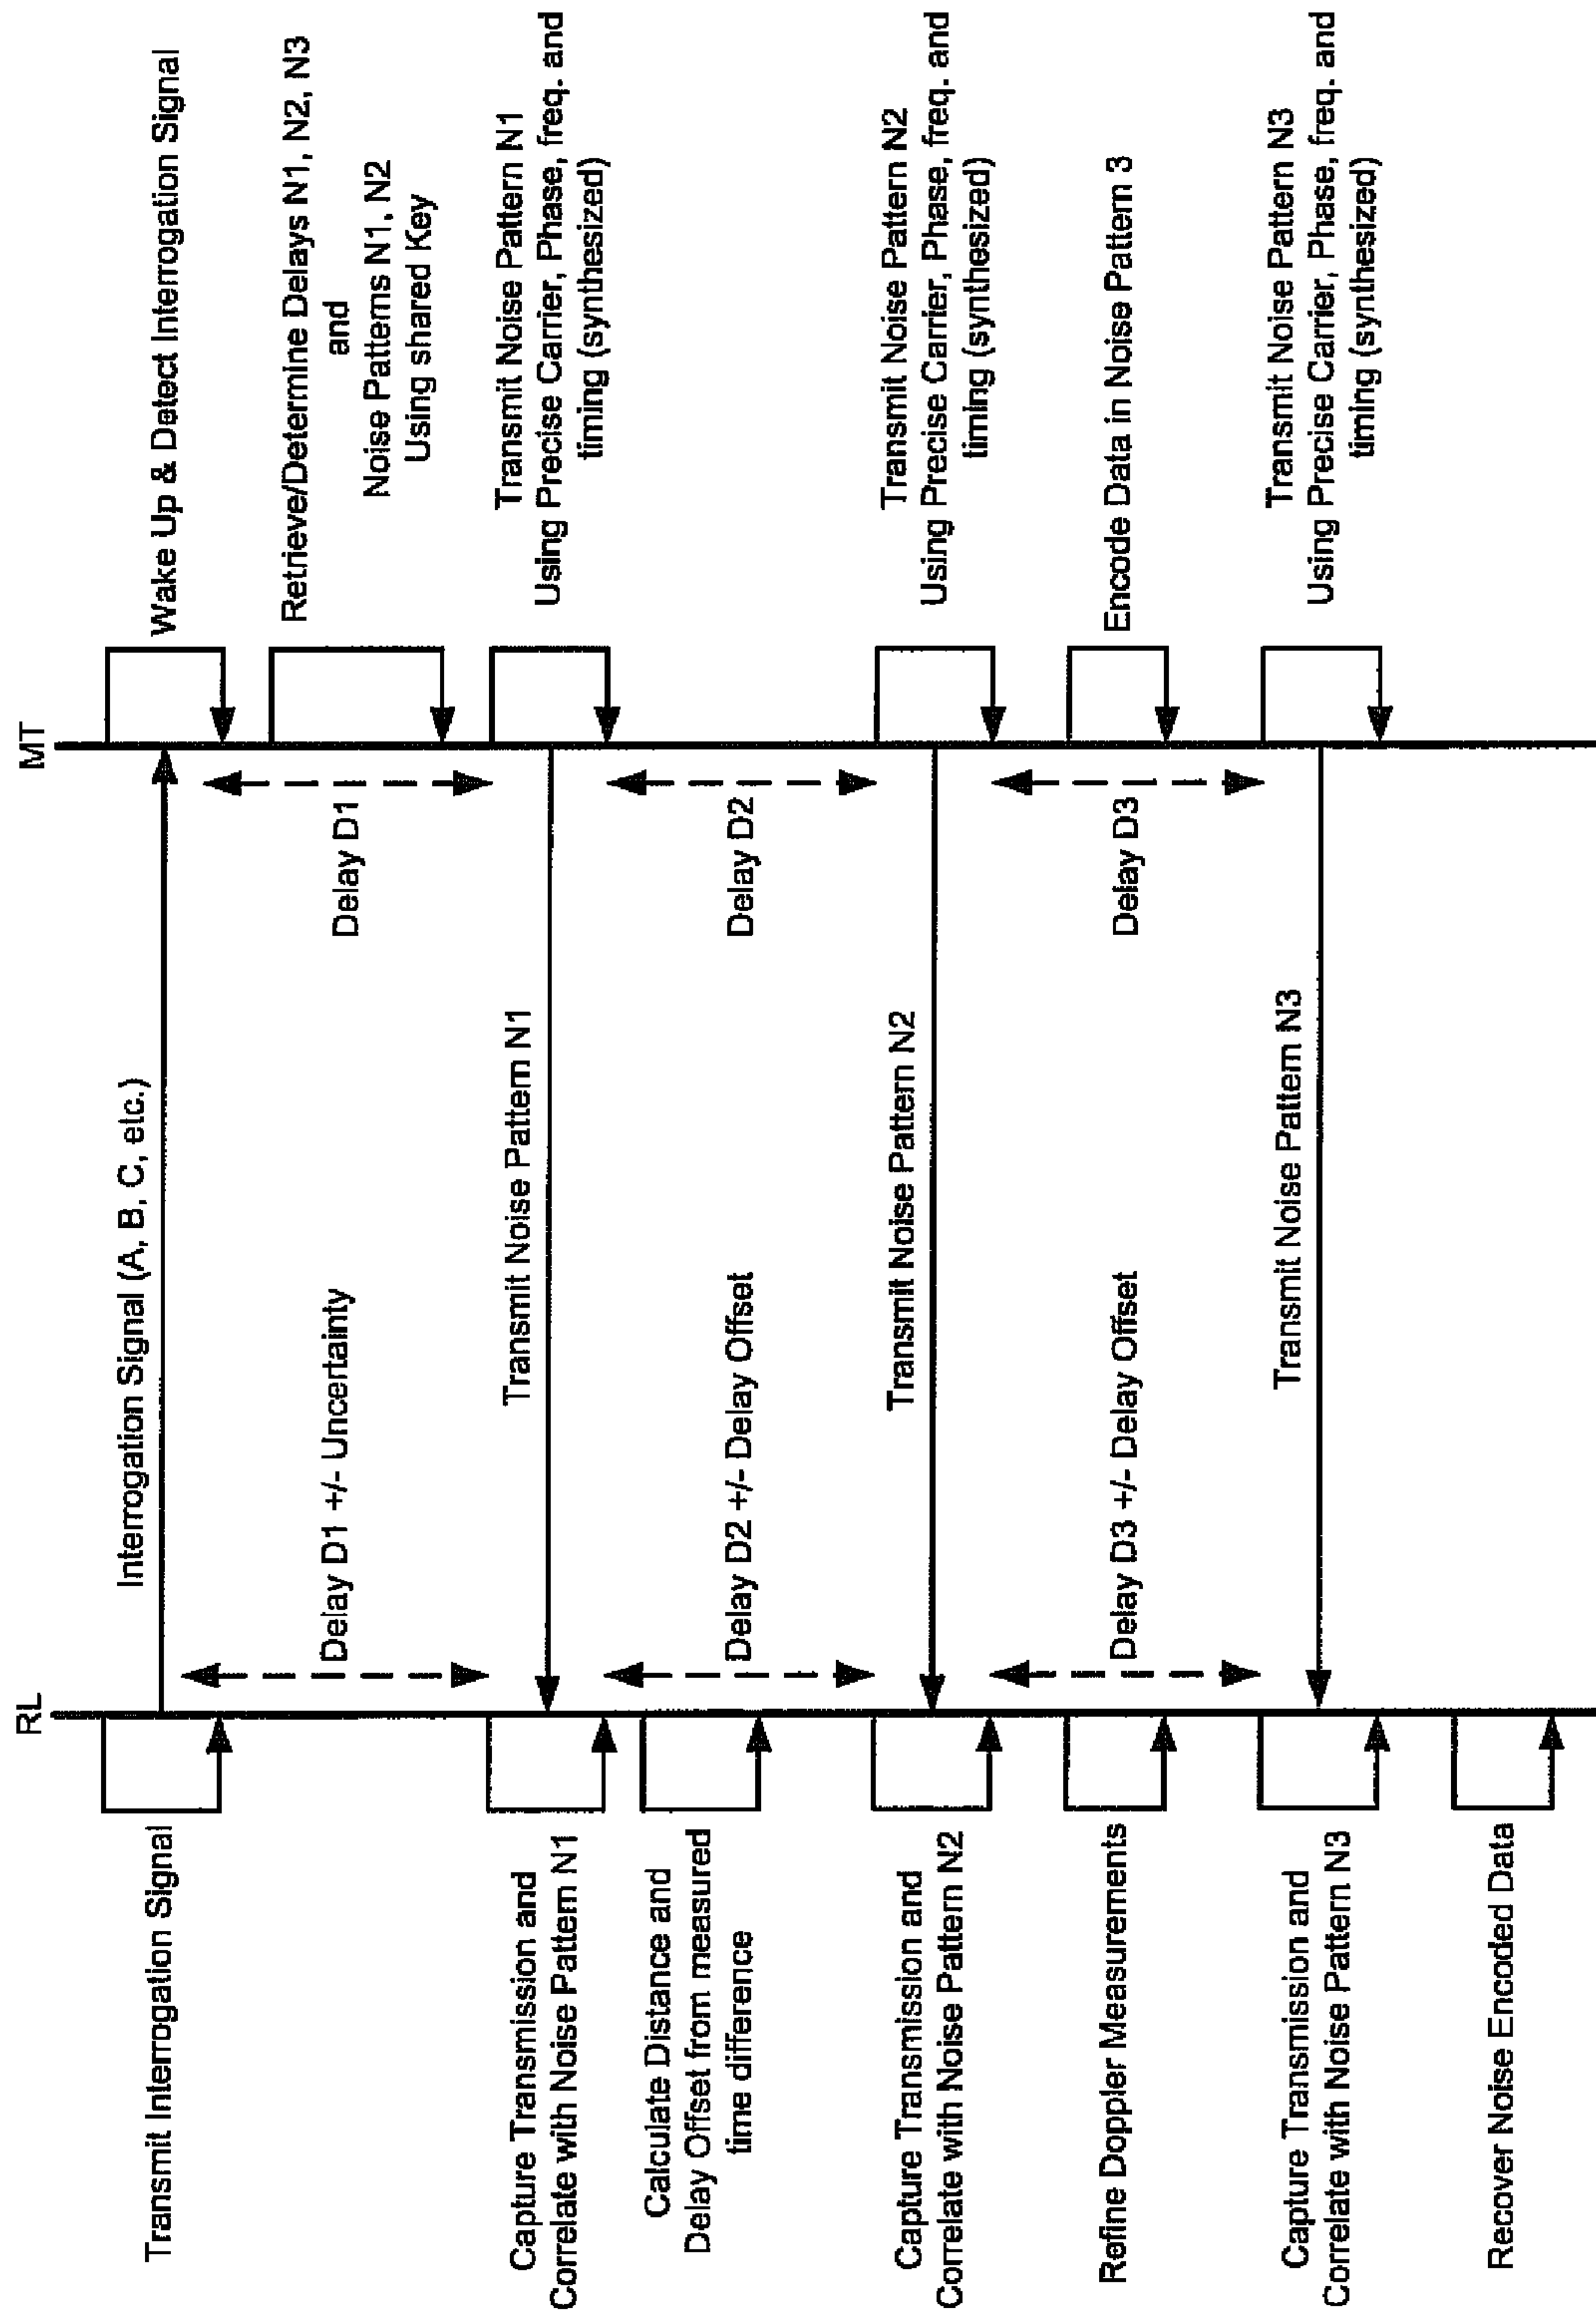 RL
MT
Transmit Interrogation Signal
Interrogation Signal (A, B, C, etc.)
Wake Up & Detect Interrogation Signal
Delay D1 +/- Uncertainty
Delay D1
Retrieve/Determine Delays N1, N2, N3
and
Noise Patterns N1, N2
Using shared Key
Capture Transmission and
Correlate with Noise Pattern N1
Transmit Noise Pattern N1
Transmit Noise Pattern N1
Using Precise Carrier, Phase, freq. and
timing (synthesized)
Calculate Distance and
Delay Offset from measured
time difference
Delay D2 +/- Delay Offset
Delay D2
Capture Transmission and
Correlate with Noise Pattern N2
Transmit Noise Pattern N2
Transmit Noise Pattern N2
Using Precise Carrier, Phase, freq. and
timing (synthesized)
Refine Doppler Measurements
Delay D3 +/- Delay Offset
Delay D3
Encode Data in Noise Pattern 3
Capture Transmission and
Correlate with Noise Pattern N3
Transmit Noise Pattern N3
Transmit Noise Pattern N3
Using Precise Carrier, Phase, freq. and
timing (synthesized)
Recover Noise Encoded Data